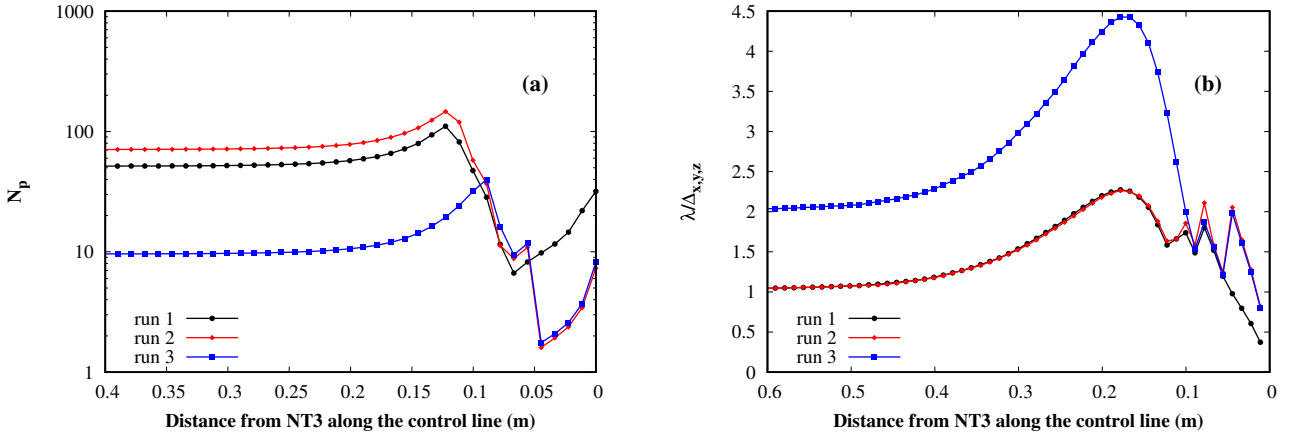 1000
100
10
1
N_p
(a)
run 1
run 2
run 3
0.4 0.35 0.3 0.25 0.2 0.15 0.1 0.05 0
Distance from NT3 along the control line (m)
4.5
4
3.5
3
2.5
2
1.5
1
0.5
0
λ/Δ_x,y,z
(b)
run 1
run 2
run 3
0.6 0.5 0.4 0.3 0.2 0.1 0
Distance from NT3 along the control line (m)